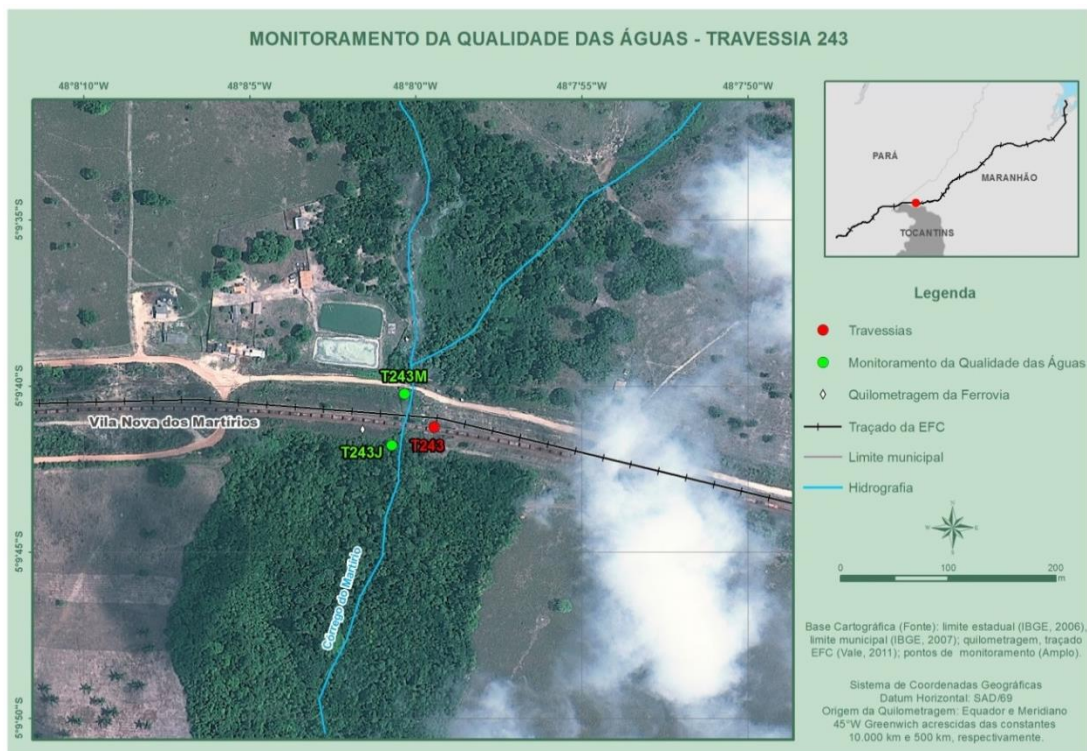 MONITORAMENTO DA QUALIDADE DAS ÁGUAS - TRAVESSIA 243
48°8'10"W
48°8'5"W
48°8'0"W
48°7'55"W
48°7'50"W
5°9'35"S
5°9'40"S
5°9'45"S
5°9'50"S
T243M
Vila Nova dos Martírios
T243J
T243
Córrego do Martírio
PARÁ
MARANHÃO
TOCANTINS
Legenda
Travessias
Monitoramento da Qualidade das Águas
Quilometragem da Ferrovia
Traçado da EFC
Limite municipal
Hidrografia
0 100 200
m
Base Cartográfica (Fonte): limite estadual (IBGE, 2006),
limite municipal (IBGE, 2007); quilometragem, traçado
EFC (Vale, 2011); pontos de monitoramento (Amplo).
Sistema de Coordenadas Geográficas
Datum Horizontal: SAD/69
Origem da Quilometragem: Equador e Meridiano
45°W Greenwich acrescidas das constantes
10.000 km e 500 km, respectivamente.